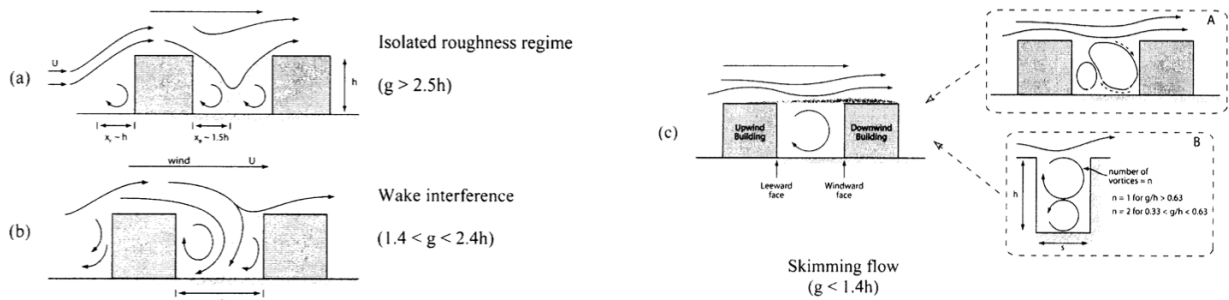 (a)
U
h
xᵣ ~ h
~ 1.5h
Isolated roughness regime
(g > 2.5h)
wind
U
(b)
Wake interference
(1.4 < g < 2.4h)
(c)
Upwind
Building
Downwind
Building
Leeward
face
Windward
face
Skimming flow
(g < 1.4h)
A
B
h
number of
vortices = n
n = 1 for g/h > 0.63
n = 2 for 0.33 < g/h < 0.63
s